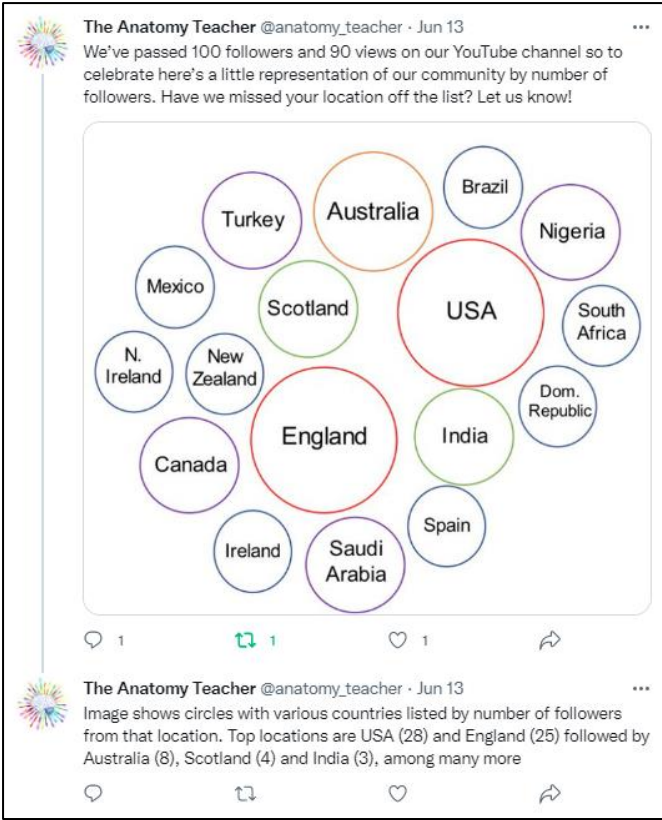 The Anatomy Teacher @anatomy_teacher · Jun 13
We've passed 100 followers and 90 views on our YouTube channel so to
celebrate here's a little representation of our community by number of
followers. Have we missed your location off the list? Let us know!
Brazil
Australia
Turkey
Nigeria
Mexico
Scotland
USA
South
Africa
N.
Ireland
New
Zealand
Dom.
Republic
England
India
Canada
Spain
Ireland
Saudi
Arabia
1 1 1
The Anatomy Teacher @anatomy_teacher · Jun 13
Image shows circles with various countries listed by number of followers
from that location. Top locations are USA (28) and England (25) followed by
Australia (8), Scotland (4) and India (3), among many more